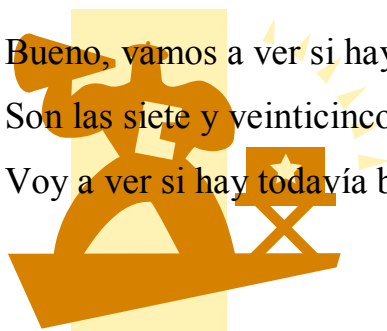 Bueno, vamos a ver si hay
Son las siete y veinticinco
Voy a ver si hay todavía